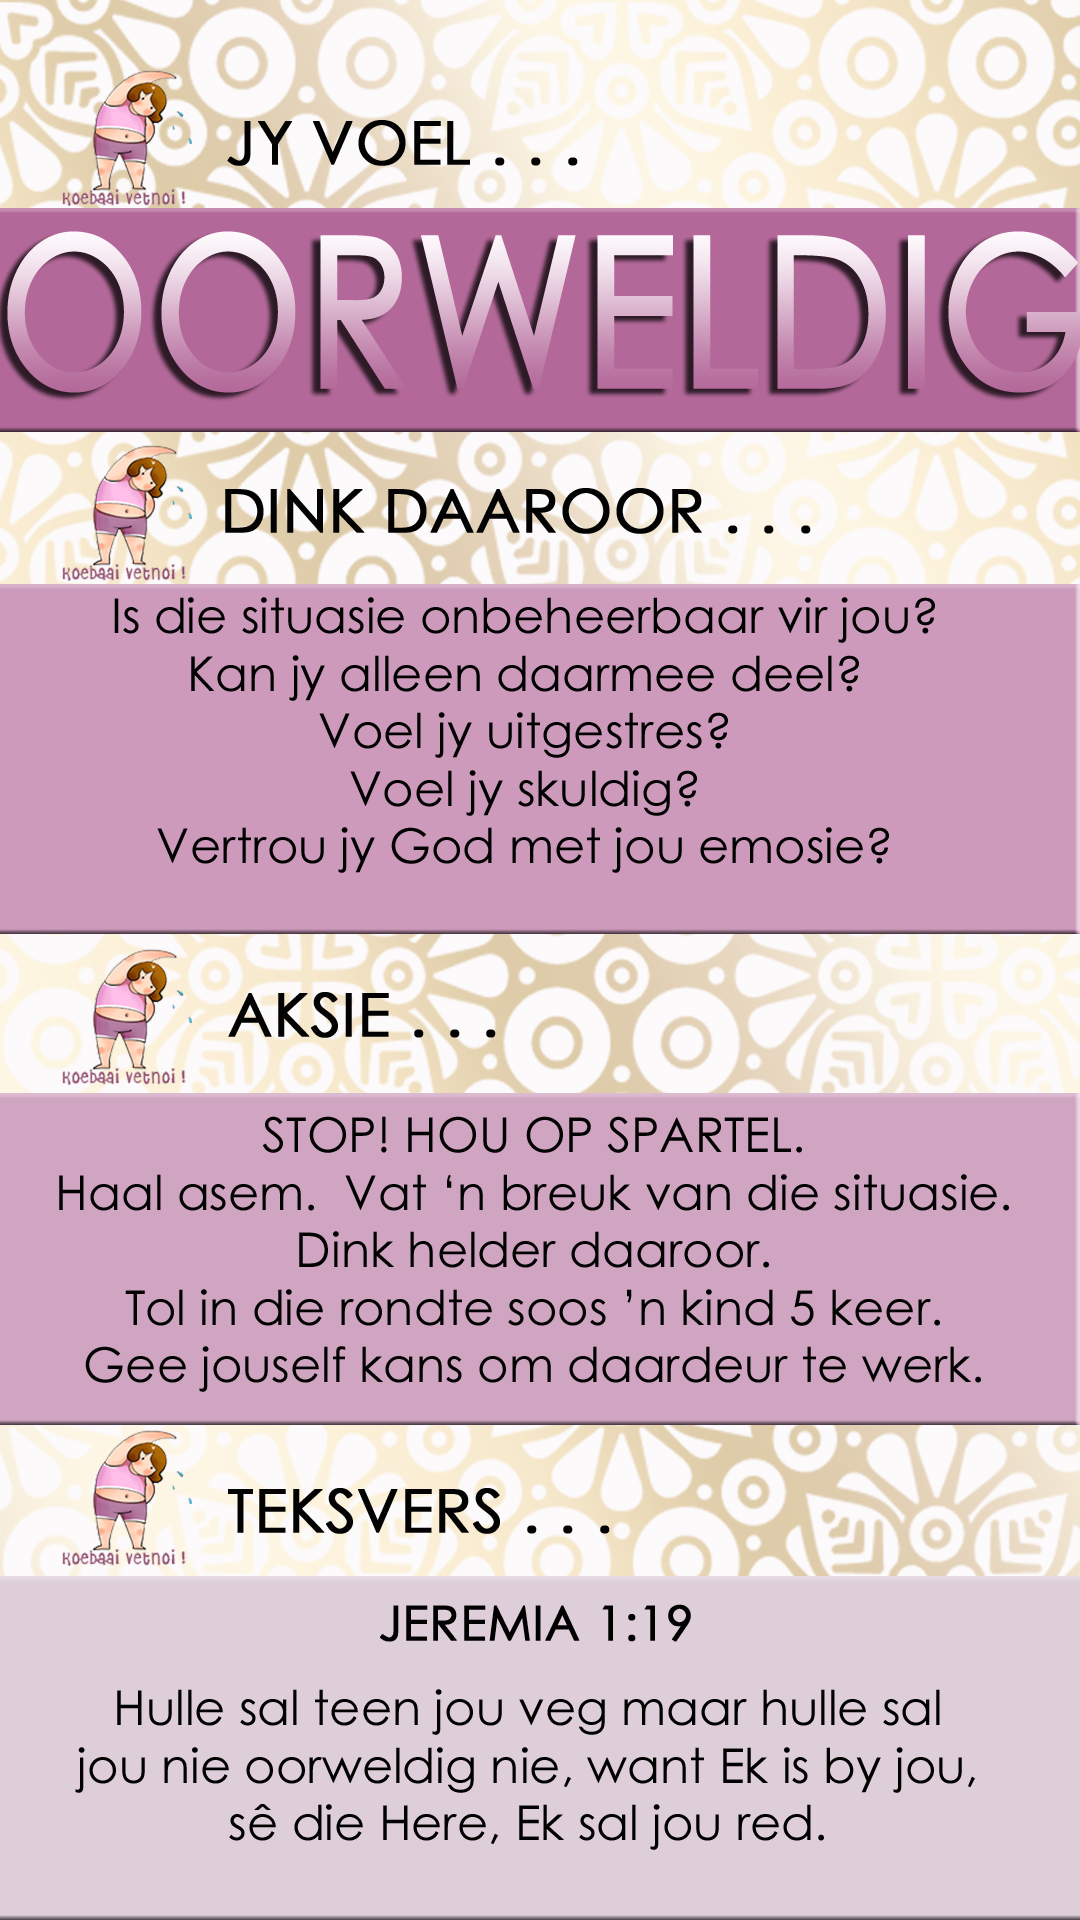 JY VOEL . . .
Koebaai vetnoi !
OORWELDIG
DINK DAAROOR . . .
Koebaai vetnoi !
Is die situasie onbeheerbaar vir jou?
Kan jy alleen daarmee deel?
Voel jy uitgestres?
Voel jy skuldig?
Vertrou jy God met jou emosie?
AKSIE . . .
Koebaai vetnoi !
STOP! HOU OP SPARTEL.
Haal asem.  Vat ‘n breuk van die situasie.
Dink helder daaroor.
Tol in die rondte soos ’n kind 5 keer.
Gee jouself kans om daardeur te werk.
TEKSVERS . . .
Koebaai vetnoi !
JEREMIA 1:19
Hulle sal teen jou veg maar hulle sal
jou nie oorweldig nie, want Ek is by jou,
sê die Here, Ek sal jou red.